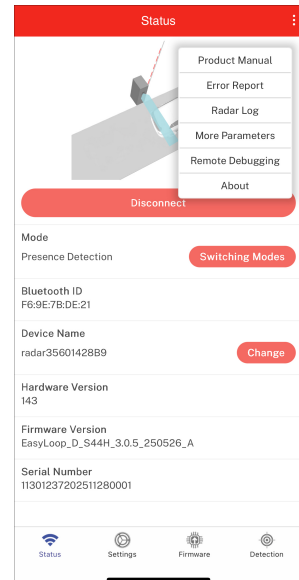 Status
Product Manual
Error Report
Radar Log
More Parameters
Remote Debugging
About
Disconnect
Mode
Presence Detection
Switching Modes
Bluetooth ID
F6:9E:7B:DE:21
Device Name
radar35601428B9
Change
Hardware Version
143
Firmware Version
EasyLoop_D_S44H_3.0.5_250526_A
Serial Number
11301237202511280001
Status
Settings
Firmware
Detection